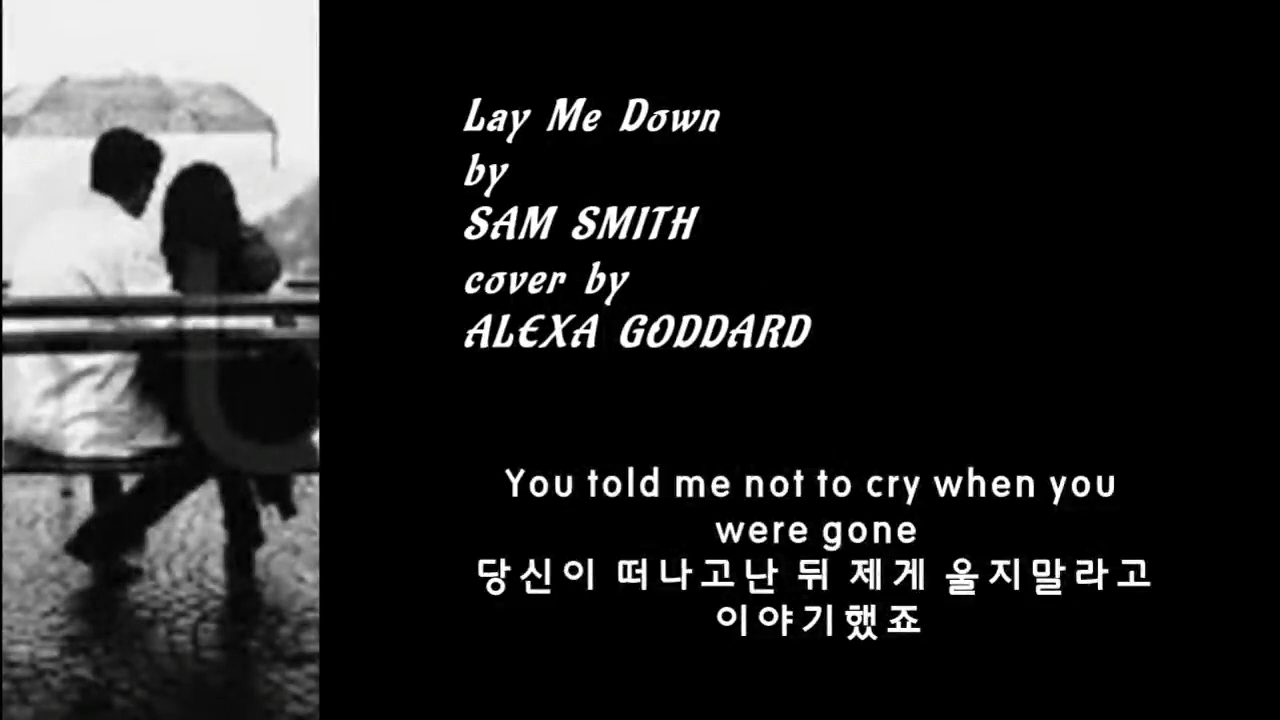 Lay Me Down
by
SAM SMITH
cover by
ALEXA GODDARD
You told me not to cry when you
were gone
당신이 떠나고난 뒤 제게 울지말라고
이야기했죠